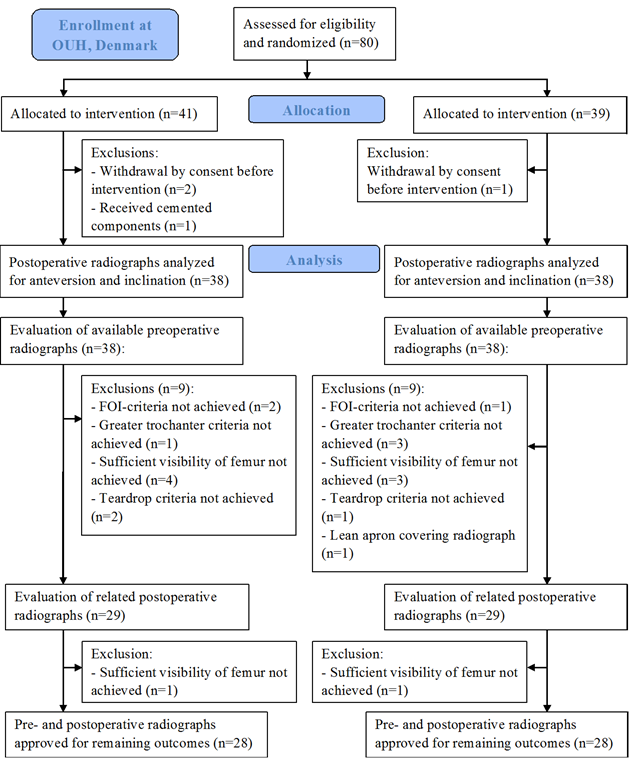 Enrollment at
OUH, Denmark
Assessed for eligibility
and randomized (n=80)
Allocated to intervention (n=41)
Allocation
Allocated to intervention (n=39)
Exclusions:
- Withdrawal by consent before
intervention (n=2)
- Received cemented
components (n=1)
Exclusion:
Withdrawal by consent
before intervention (n=1)
Postoperative radiographs analyzed
for anteversion and inclination (n=38)
Analysis
Postoperative radiographs analyzed
for anteversion and inclination (n=38)
Evaluation of available preoperative
radiographs (n=38):
Evaluation of available preoperative
radiographs (n=38):
Exclusions (n=9):
- FOI-criteria not achieved (n=2)
- Greater trochanter criteria not
achieved (n=1)
- Sufficient visibility of femur not
achieved (n=4)
- Teardrop criteria not achieved
(n=2)
Exclusions (n=9):
- FOI-criteria not achieved (n=1)
- Greater trochanter criteria not
achieved (n=3)
- Sufficient visibility of femur not
achieved (n=3)
- Teardrop criteria not achieved
(n=1)
- Lean apron covering radiograph
(n=1)
Evaluation of related postoperative
radiographs (n=29)
Evaluation of related postoperative
radiographs (n=29)
Exclusion:
- Sufficient visibility of femur not
achieved (n=1)
Exclusion:
- Sufficient visibility of femur not
achieved (n=1)
Pre- and postoperative radiographs
approved for remaining outcomes (n=28)
Pre- and postoperative radiographs
approved for remaining outcomes (n=28)